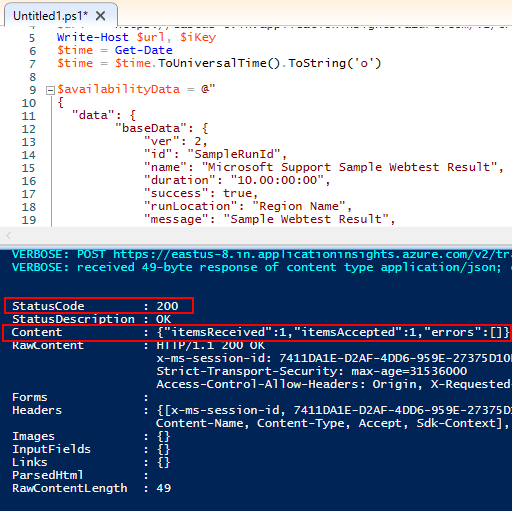 Untitled1.ps1* X
5 Write-Host $url, $iKey
6 $time = Get-Date
7 $time = $time.ToUniversalTime().ToString('o')
8
9 $availabilityData = @"
10 {
11 "data": {
12 "baseData": {
13 "ver": 2,
14 "id": "SampleRunId",
15 "name": "Microsoft Support Sample Webtest Result",
16 "duration": "10.00:00:00",
17 "success": true,
18 "runLocation": "Region Name",
19 "message": "Sample Webtest Result",
VERBOSE: POST https://eastus-8.in.applicationinsights.azure.com/v2/tra
VERBOSE: received 49-byte response of content type application/json;
StatusCode : 200
StatusDescription : OK
Content : {"itemsReceived":1,"itemsAccepted":1,"errors":[]}
RawContent : HTTP/1.1 200 OK
x-ms-session-id: 7411DA1E-D2AF-4DD6-959E-27375D10
Strict-Transport-Security: max-age=31536000
Access-Control-Allow-Headers: Origin, X-Requested-
Forms :
Headers : {[x-ms-session-id, 7411DA1E-D2AF-4DD6-959E-27375D1
Content-Name, Content-Type, Accept, Sdk-Context],
Images : {}
InputFields : {}
Links : {}
ParsedHtml :
RawContentLength : 49